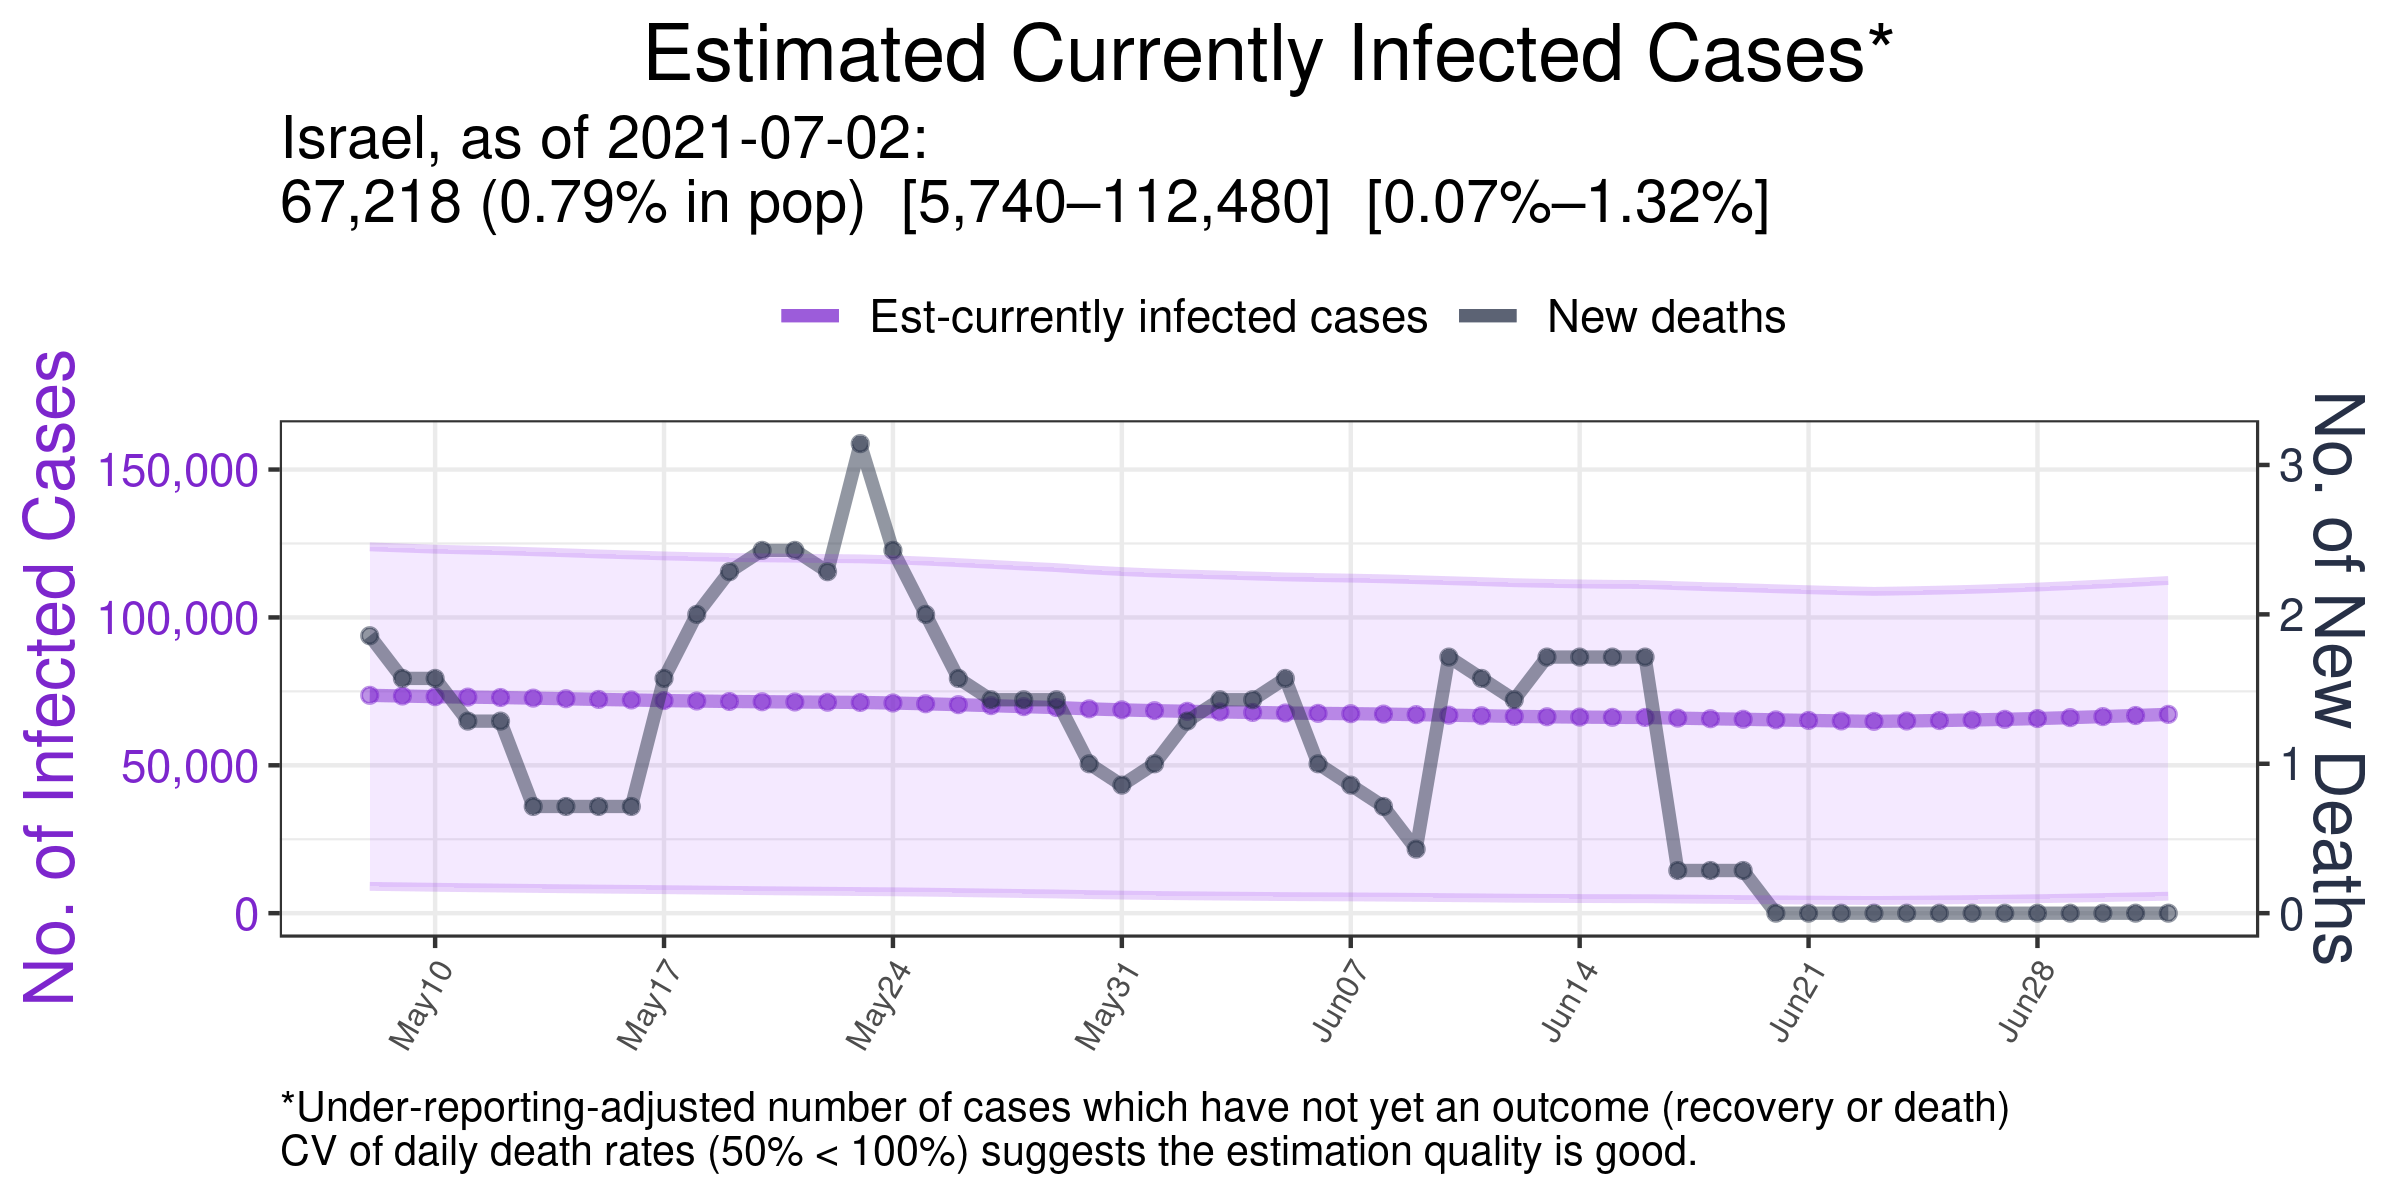 Estimated Currently Infected Cases*
Israel, as of 2021-07-02:
67,218 (0.79% in pop)  [5,740–112,480]  [0.07%–1.32%]
Est-currently infected cases
New deaths
No. of Infected Cases
150,000
100,000
50,000
0
3
2
1
0
No. of New Deaths
May10
May17
May24
May31
Jun07
Jun14
Jun21
Jun28
*Under-reporting-adjusted number of cases which have not yet an outcome (recovery or death)
CV of daily death rates (50% < 100%) suggests the estimation quality is good.